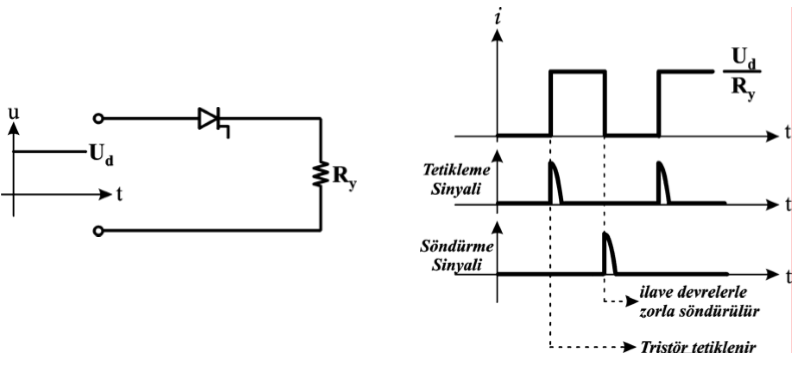 u
U_d
t
R_y
i
U_d
R_y
t
Tetikleme
Sinyali
t
Söndürme
Sinyali
t
ilave devrelerle
zorla söndürülür
Tristör tetiklenir